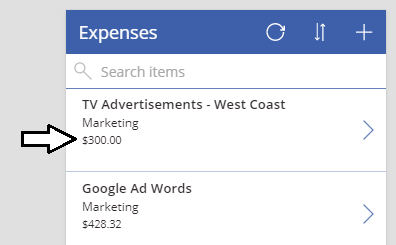 Expenses
Search items
TV Advertisements - West Coast
Marketing
$300.00
Google Ad Words
Marketing
$428.32